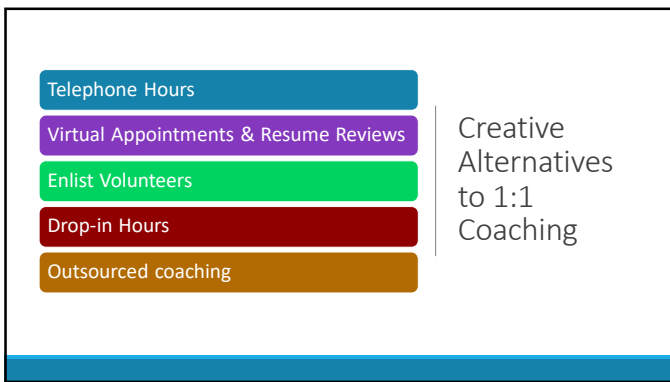 Telephone Hours
Virtual Appointments & Resume Reviews
Enlist Volunteers
Drop-in Hours
Outsourced coaching
Creative
Alternatives
to 1:1
Coaching